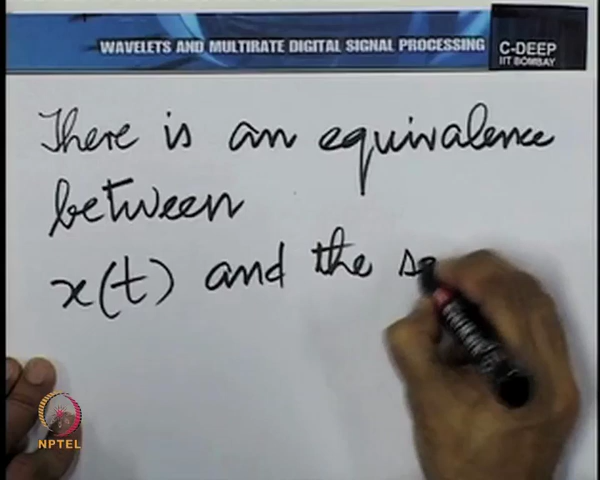 WAVELETS AND MULTIRATE DIGITAL SIGNAL PROCESSING
C-DEEP
IIT BOMBAY
There is an equivalence
between
x(t) and the
NPTEL